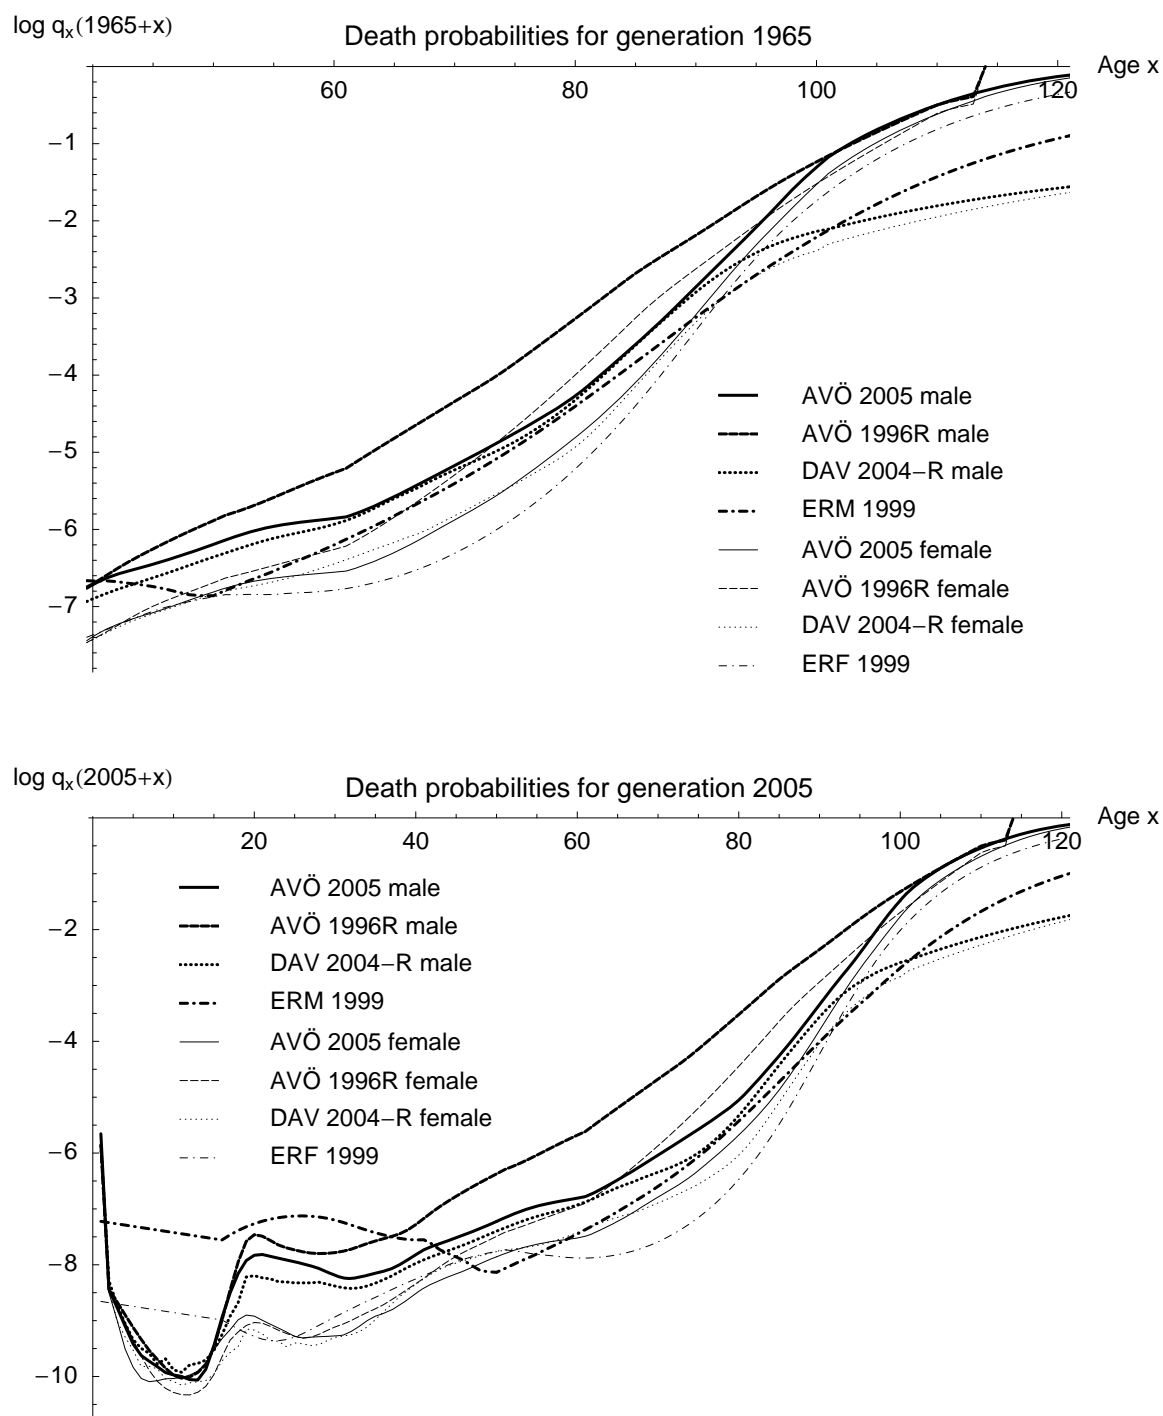 log qₓ(1965+x)
Death probabilities for generation 1965
Age x
60 80 100 120
−1
−2
−3
−4
−5
−6
−7
AVÖ 2005 male
AVÖ 1996R male
DAV 2004−R male
ERM 1999
AVÖ 2005 female
AVÖ 1996R female
DAV 2004−R female
ERF 1999
log qₓ(2005+x)
Death probabilities for generation 2005
Age x
20 40 60 80 100 120
−2
−4
−6
−8
−10
AVÖ 2005 male
AVÖ 1996R male
DAV 2004−R male
ERM 1999
AVÖ 2005 female
AVÖ 1996R female
DAV 2004−R female
ERF 1999